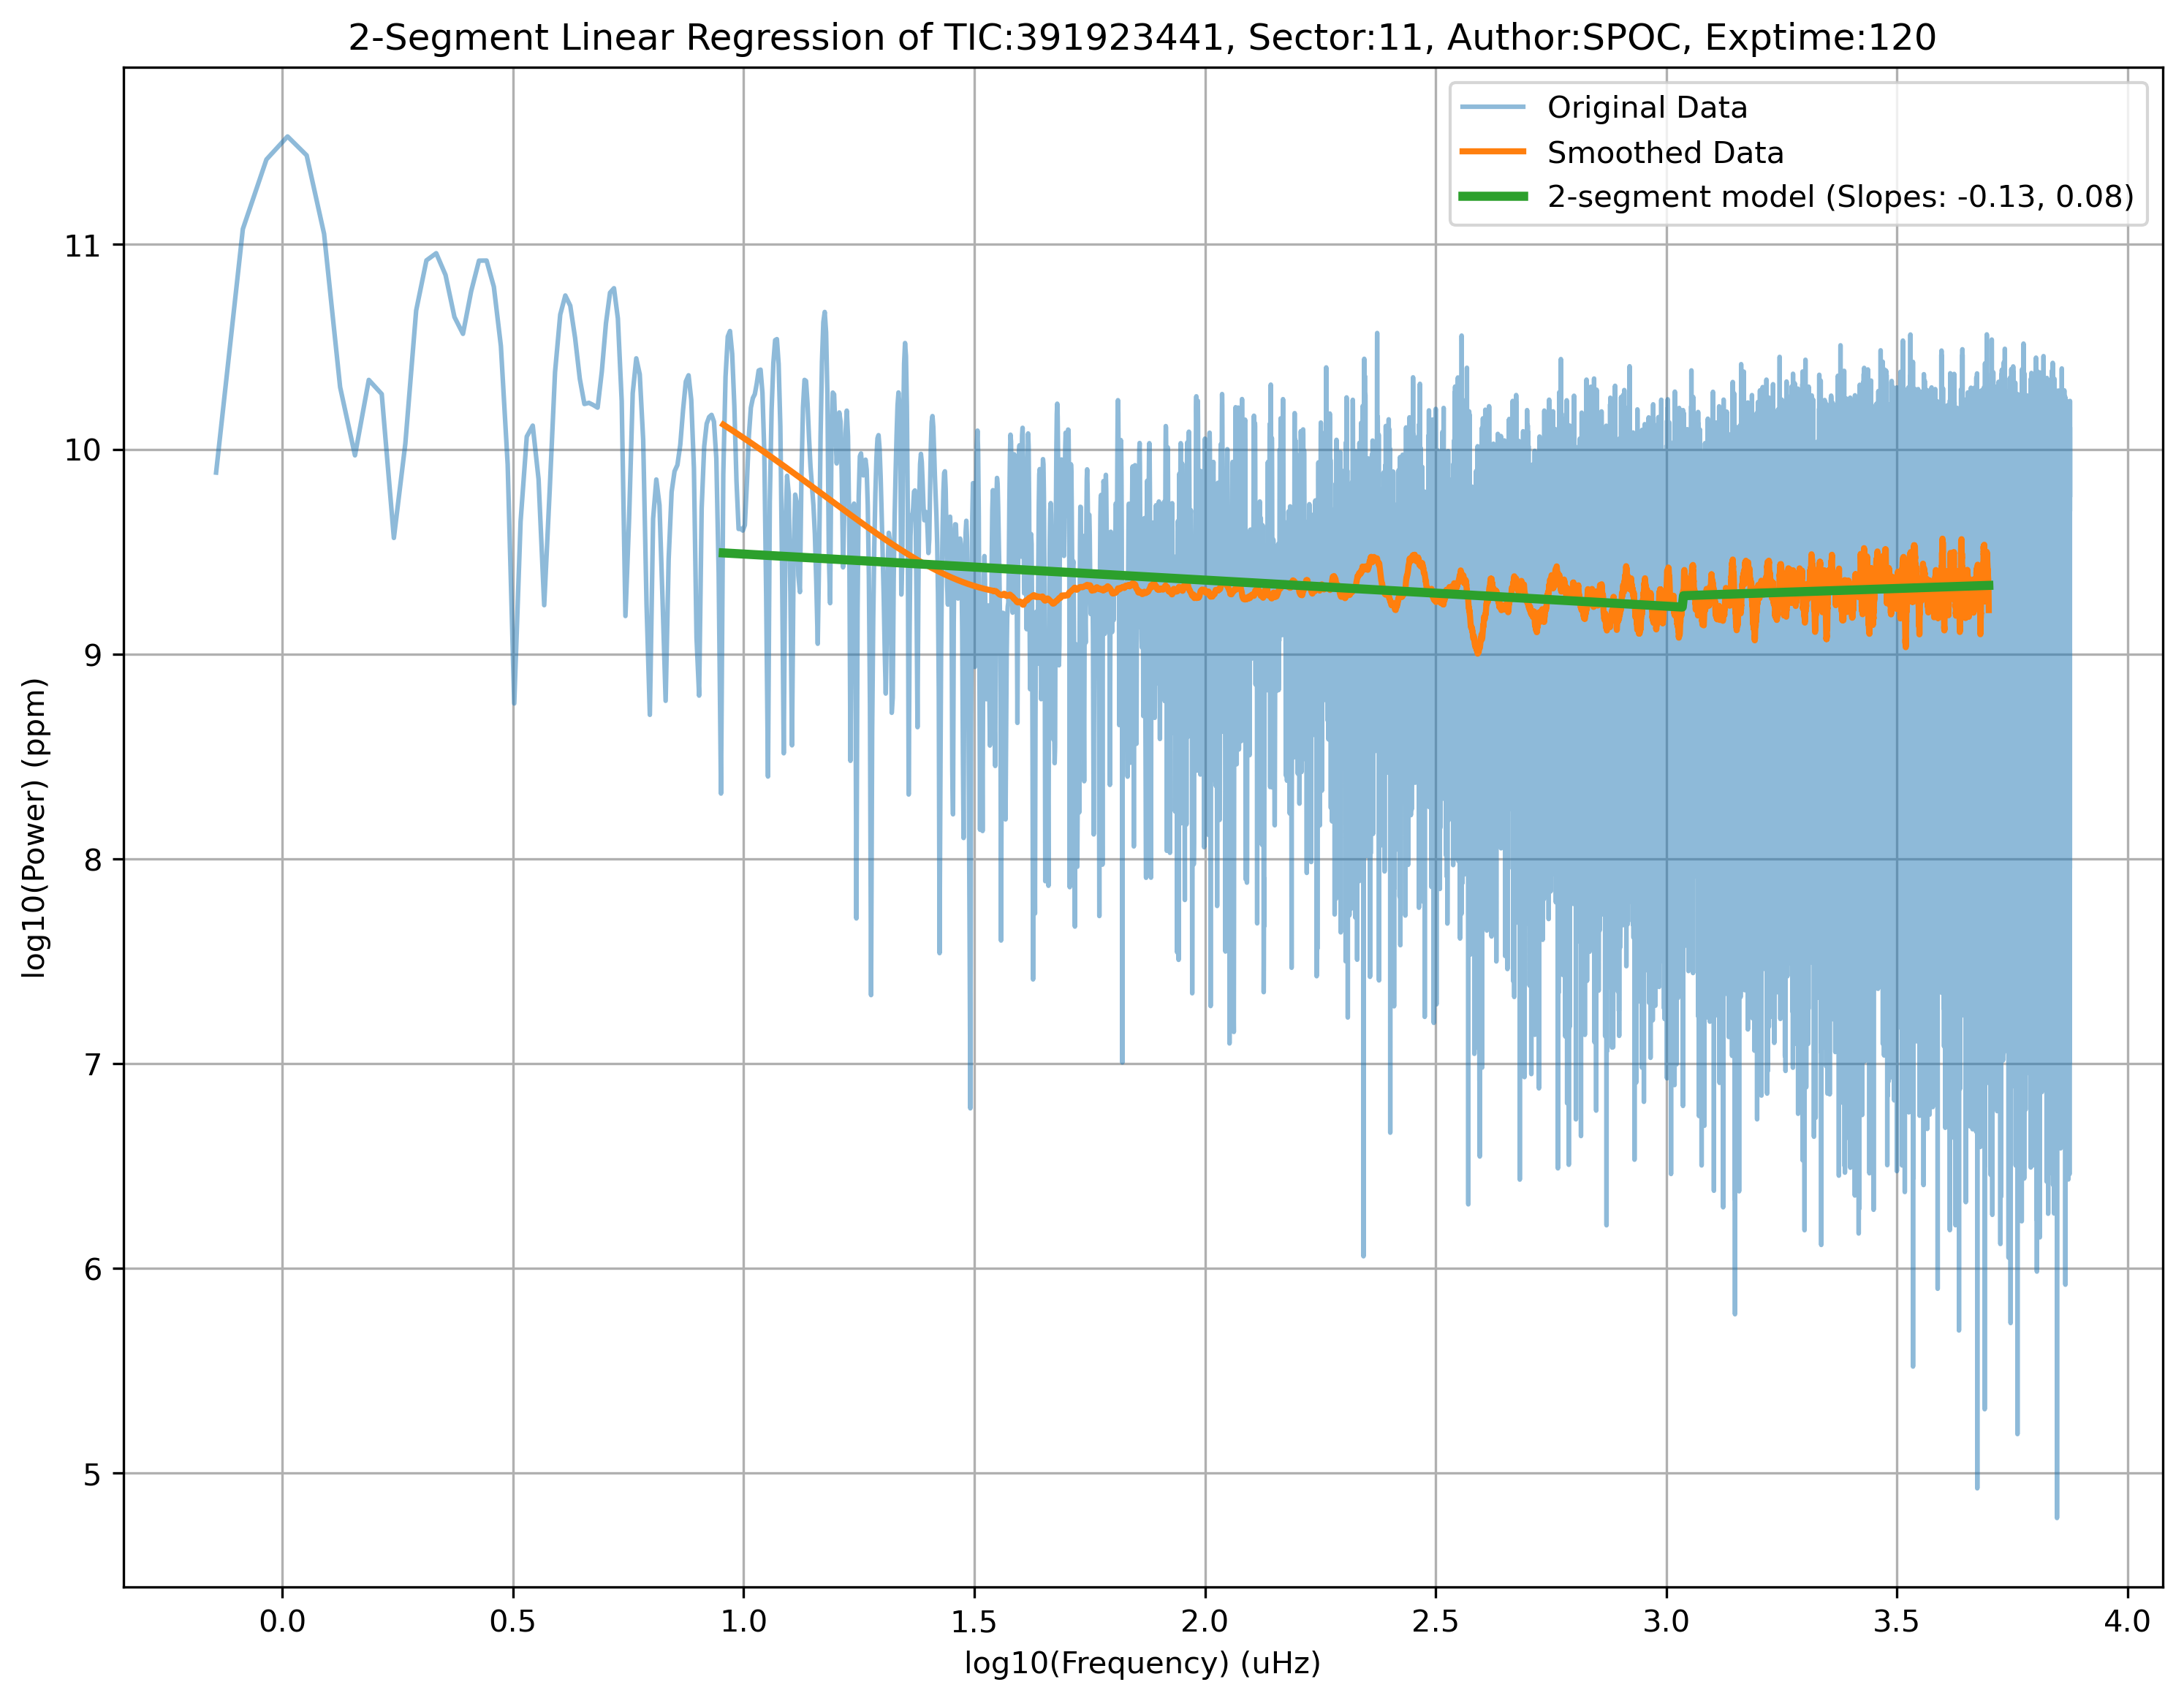 2-Segment Linear Regression of TIC:391923441, Sector:11, Author:SPOC, Exptime:120
Original Data
Smoothed Data
2-segment model (Slopes: -0.13, 0.08)
log10(Power) (ppm)
11
10
9
8
7
6
5
0.0 0.5 1.0 1.5 2.0 2.5 3.0 3.5 4.0
log10(Frequency) (uHz)